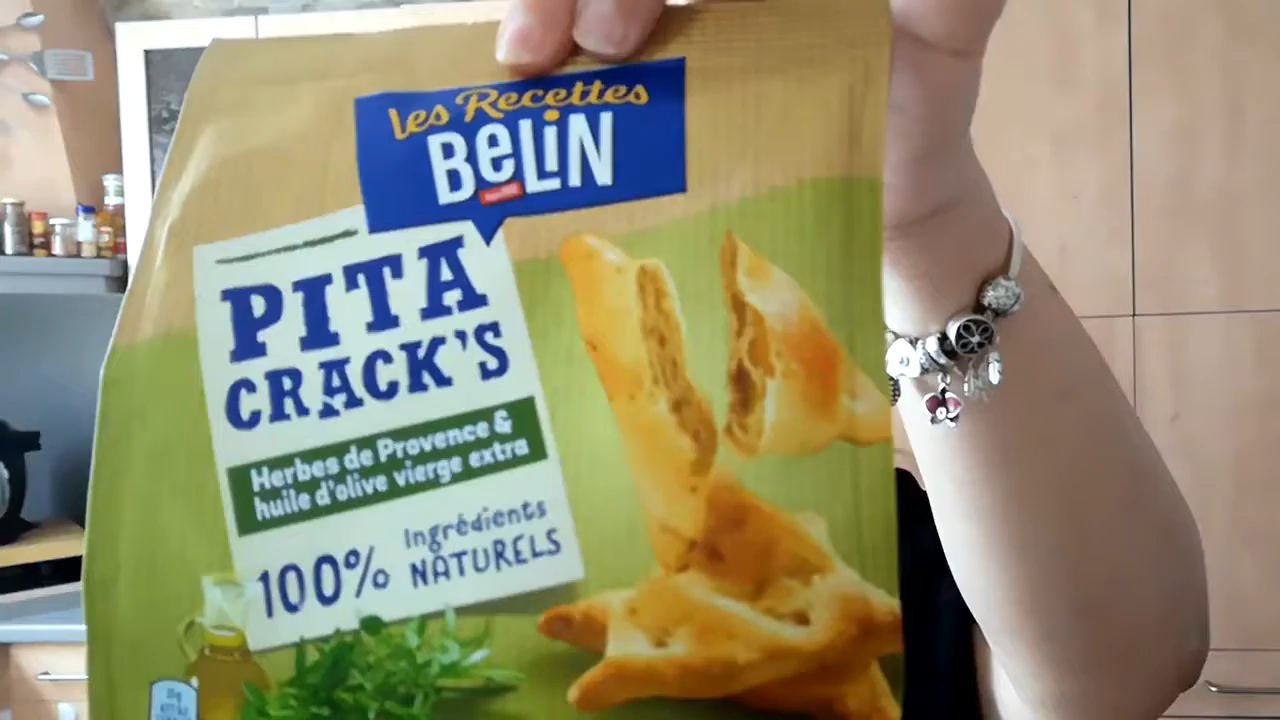 Les Recettes
BELIN
PITA
CRACK'S
Herbes de Provence &
huile d'olive vierge extra
100% Ingrédients
NATURELS